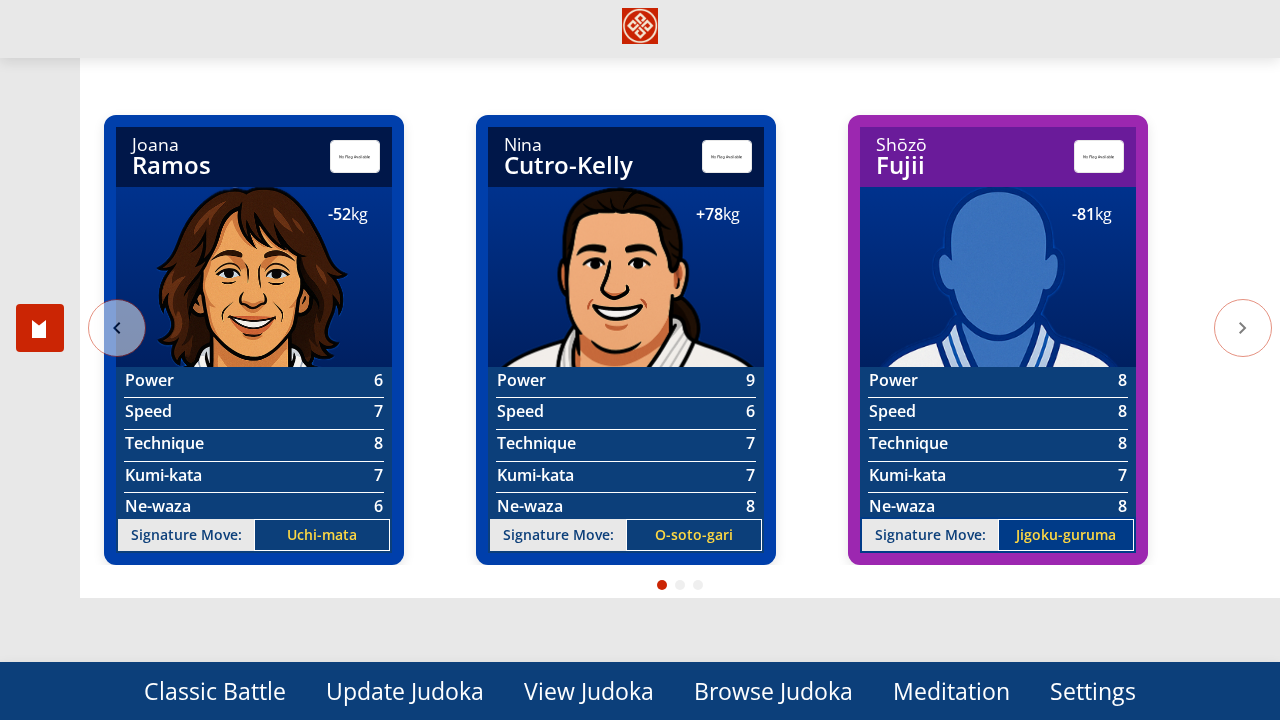 Joana
Ramos
No Flag Available
-52kg
Power 6
Speed 7
Technique 8
Kumi-kata 7
Ne-waza 6
Signature Move: Uchi-mata
Nina
Cutro-Kelly
No Flag Available
+78kg
Power 9
Speed 6
Technique 7
Kumi-kata 7
Ne-waza 8
Signature Move: O-soto-gari
Shōzō
Fujii
No Flag Available
-81kg
Power 8
Speed 8
Technique 8
Kumi-kata 7
Ne-waza 8
Signature Move: Jigoku-guruma
Classic Battle Update Judoka View Judoka Browse Judoka Meditation Settings